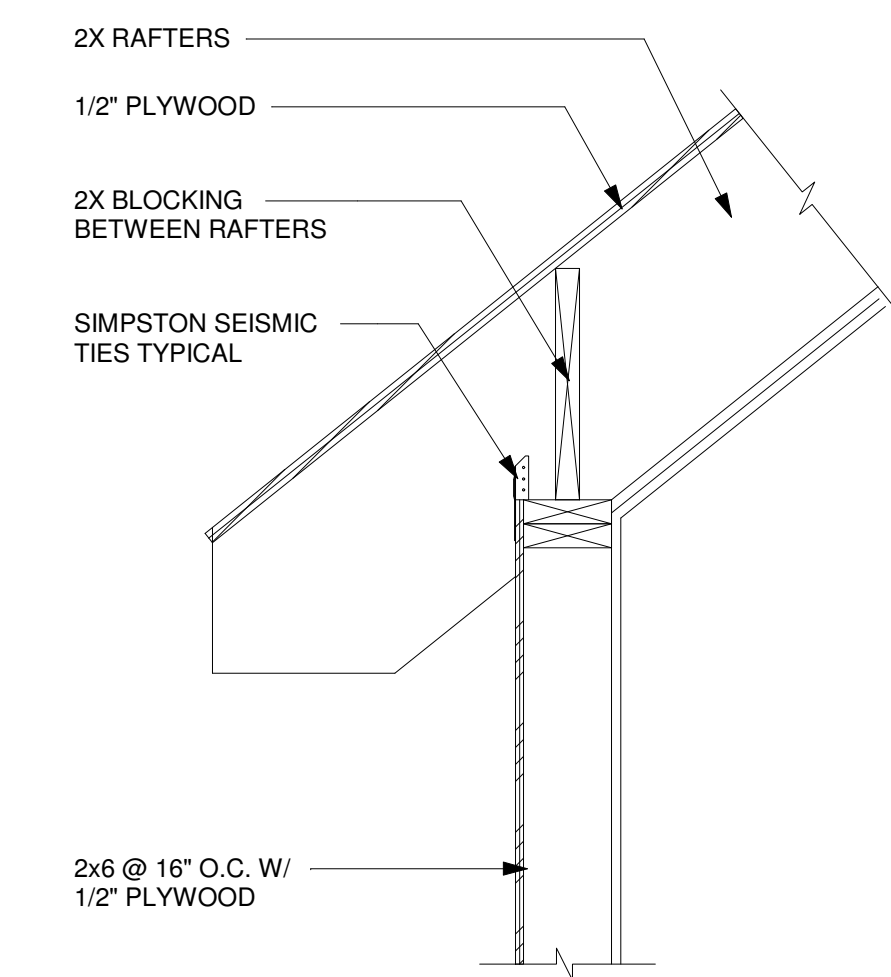 2X RAFTERS
1/2" PLYWOOD
2X BLOCKING
BETWEEN RAFTERS
SIMPSTON SEISMIC
TIES TYPICAL
2x6 @ 16" O.C. W/
1/2" PLYWOOD